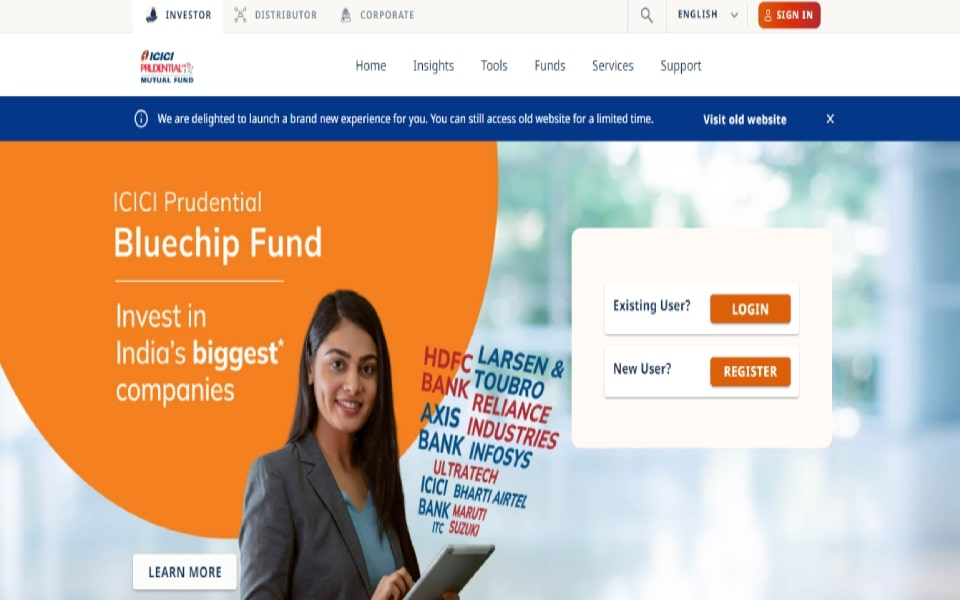 INVESTOR
DISTRIBUTOR
CORPORATE
ENGLISH
SIGN IN
ICICI
PRUDENTIAL
MUTUAL FUND
Home
Insights
Tools
Funds
Services
Support
We are delighted to launch a brand new experience for you. You can still access old website for a limited time.
Visit old website
X
ICICI Prudential
Bluechip Fund
Invest in
India's biggest*
companies
HDFC
BANK
LARSEN &
TOUBRO
AXIS
BANK
RELIANCE
INDUSTRIES
INFOSYS
ULTRATECH
ICICI
BANK
BHARTI AIRTEL
MARUTI
SUZUKI
ITC
Existing User?
LOGIN
New User?
REGISTER
LEARN MORE